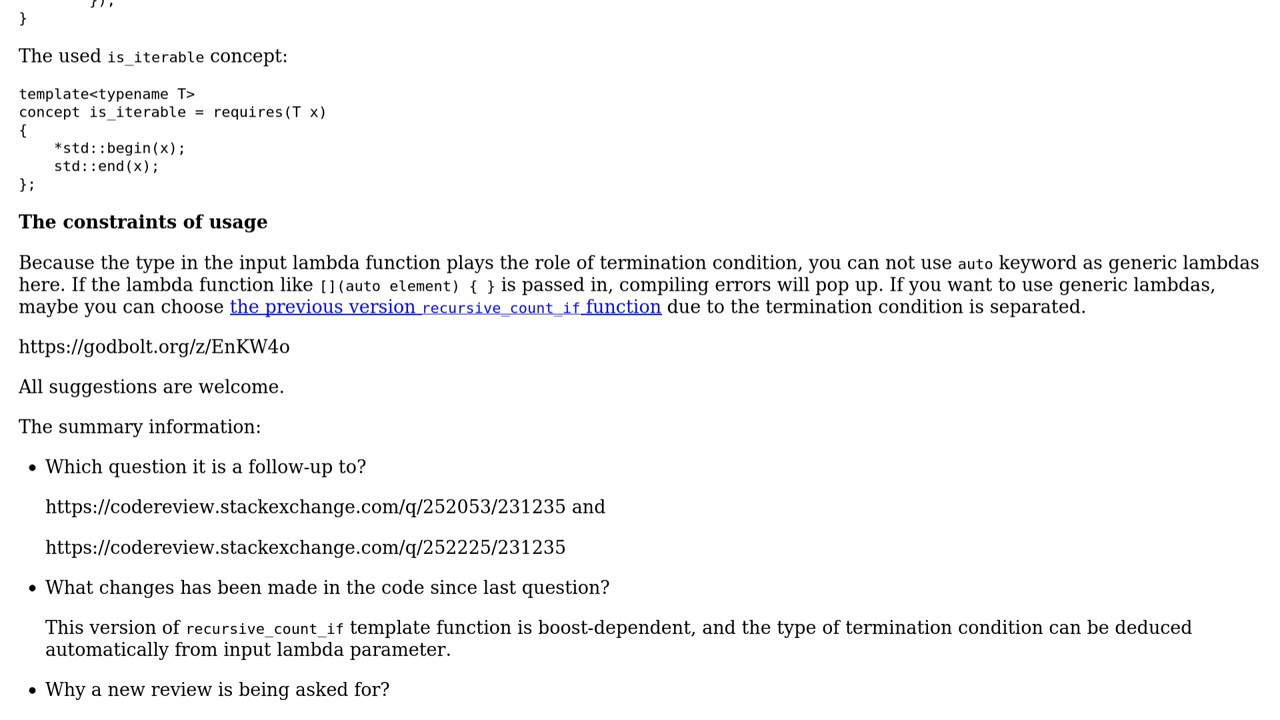 });
}
The used is_iterable concept:
template<typename T>
concept is_iterable = requires(T x)
{
    *std::begin(x);
    std::end(x);
};
The constraints of usage
Because the type in the input lambda function plays the role of termination condition, you can not use auto keyword as generic lambdas
here. If the lambda function like [](auto element) { } is passed in, compiling errors will pop up. If you want to use generic lambdas,
maybe you can choose the previous version recursive_count_if function due to the termination condition is separated.
https://godbolt.org/z/EnKW4o
All suggestions are welcome.
The summary information:
• Which question it is a follow-up to?
https://codereview.stackexchange.com/q/252053/231235 and
https://codereview.stackexchange.com/q/252225/231235
• What changes has been made in the code since last question?
This version of recursive_count_if template function is boost-dependent, and the type of termination condition can be deduced
automatically from input lambda parameter.
• Why a new review is being asked for?